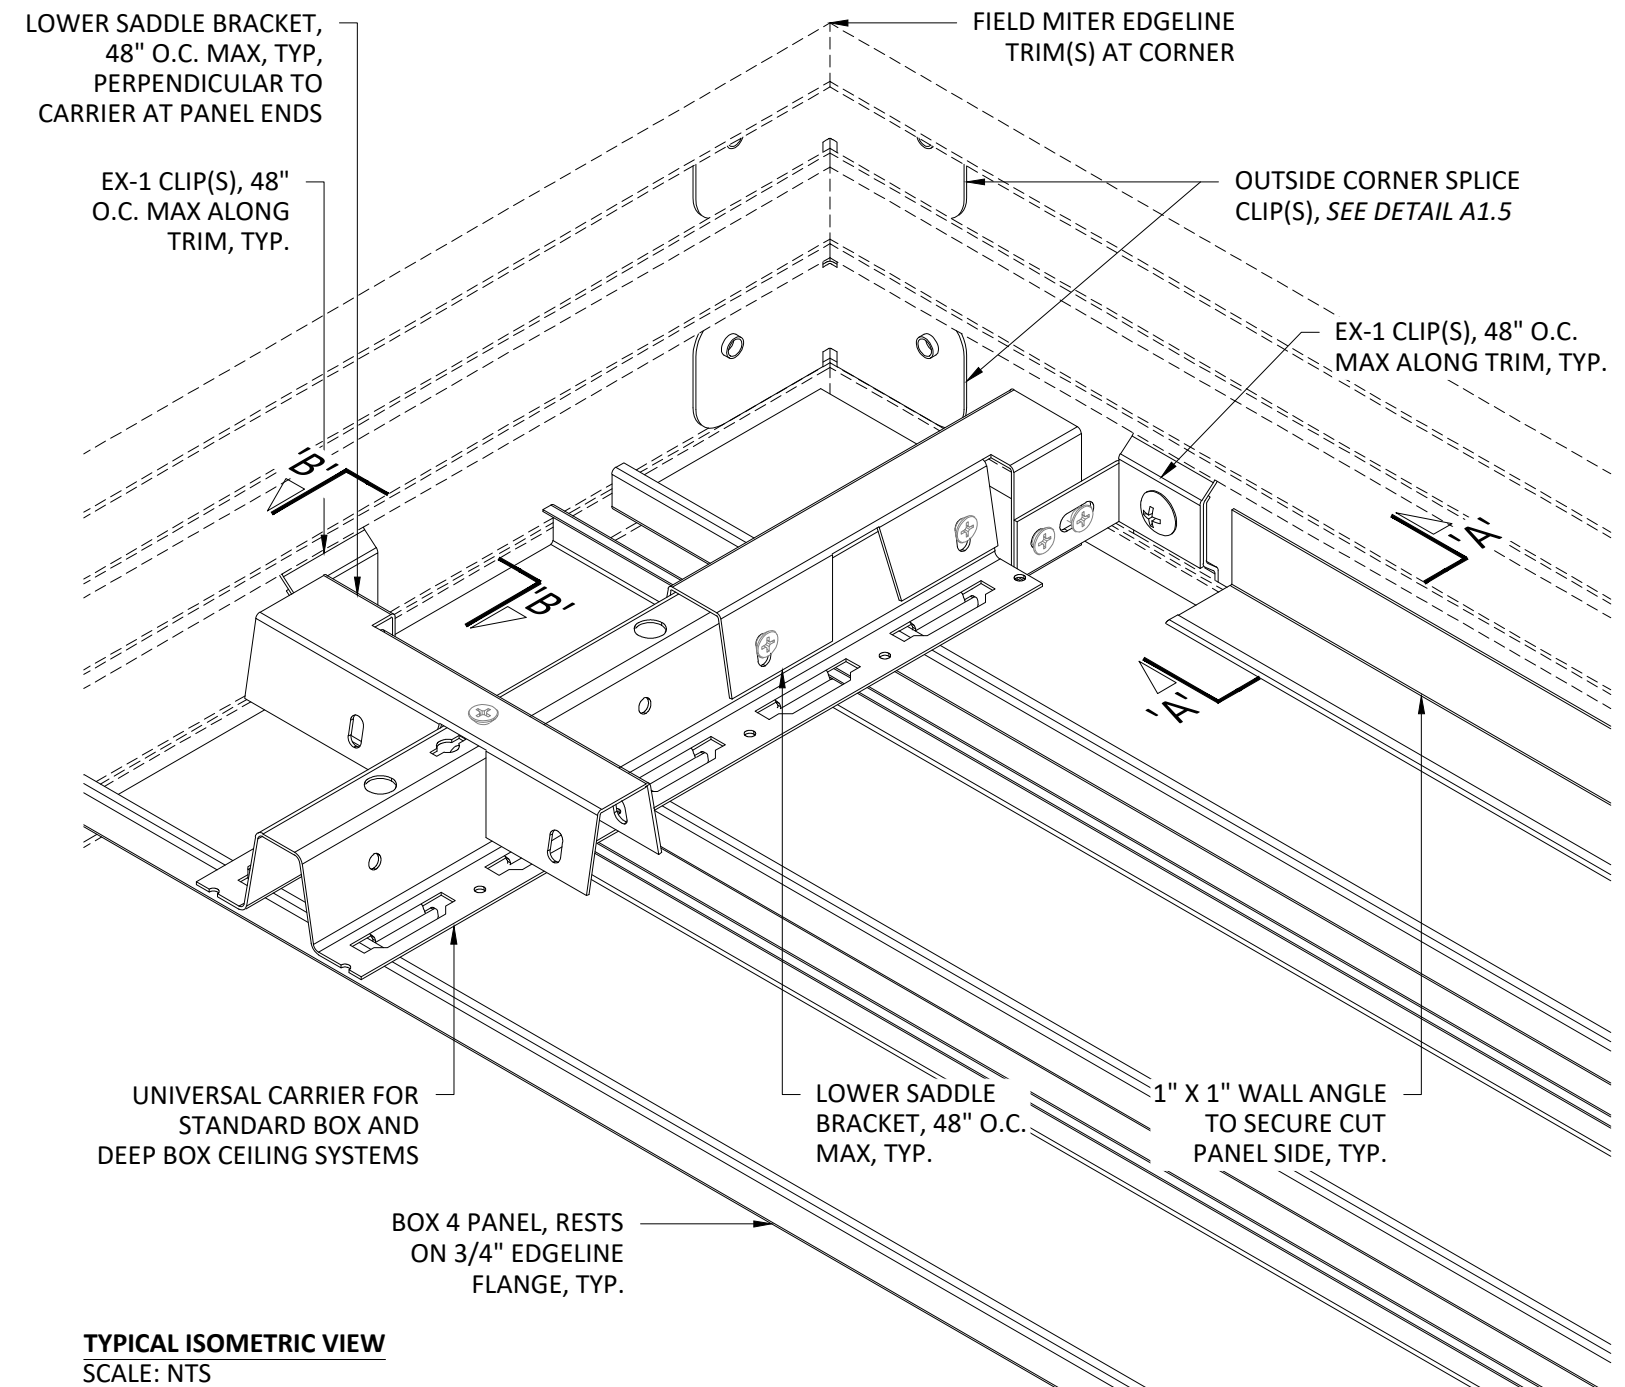 LOWER SADDLE BRACKET,
48" O.C. MAX, TYP,
PERPENDICULAR TO
CARRIER AT PANEL ENDS
FIELD MITER EDGELINE
TRIM(S) AT CORNER
EX-1 CLIP(S), 48"
O.C. MAX ALONG
TRIM, TYP.
OUTSIDE CORNER SPLICE
CLIP(S), SEE DETAIL A1.5
EX-1 CLIP(S), 48" O.C.
MAX ALONG TRIM, TYP.
'B'
'B'
'A'
'A'
UNIVERSAL CARRIER FOR
STANDARD BOX AND
DEEP BOX CEILING SYSTEMS
LOWER SADDLE
BRACKET, 48" O.C.
MAX, TYP.
1" X 1" WALL ANGLE
TO SECURE CUT
PANEL SIDE, TYP.
BOX 4 PANEL, RESTS
ON 3/4" EDGELINE
FLANGE, TYP.
TYPICAL ISOMETRIC VIEW
SCALE: NTS